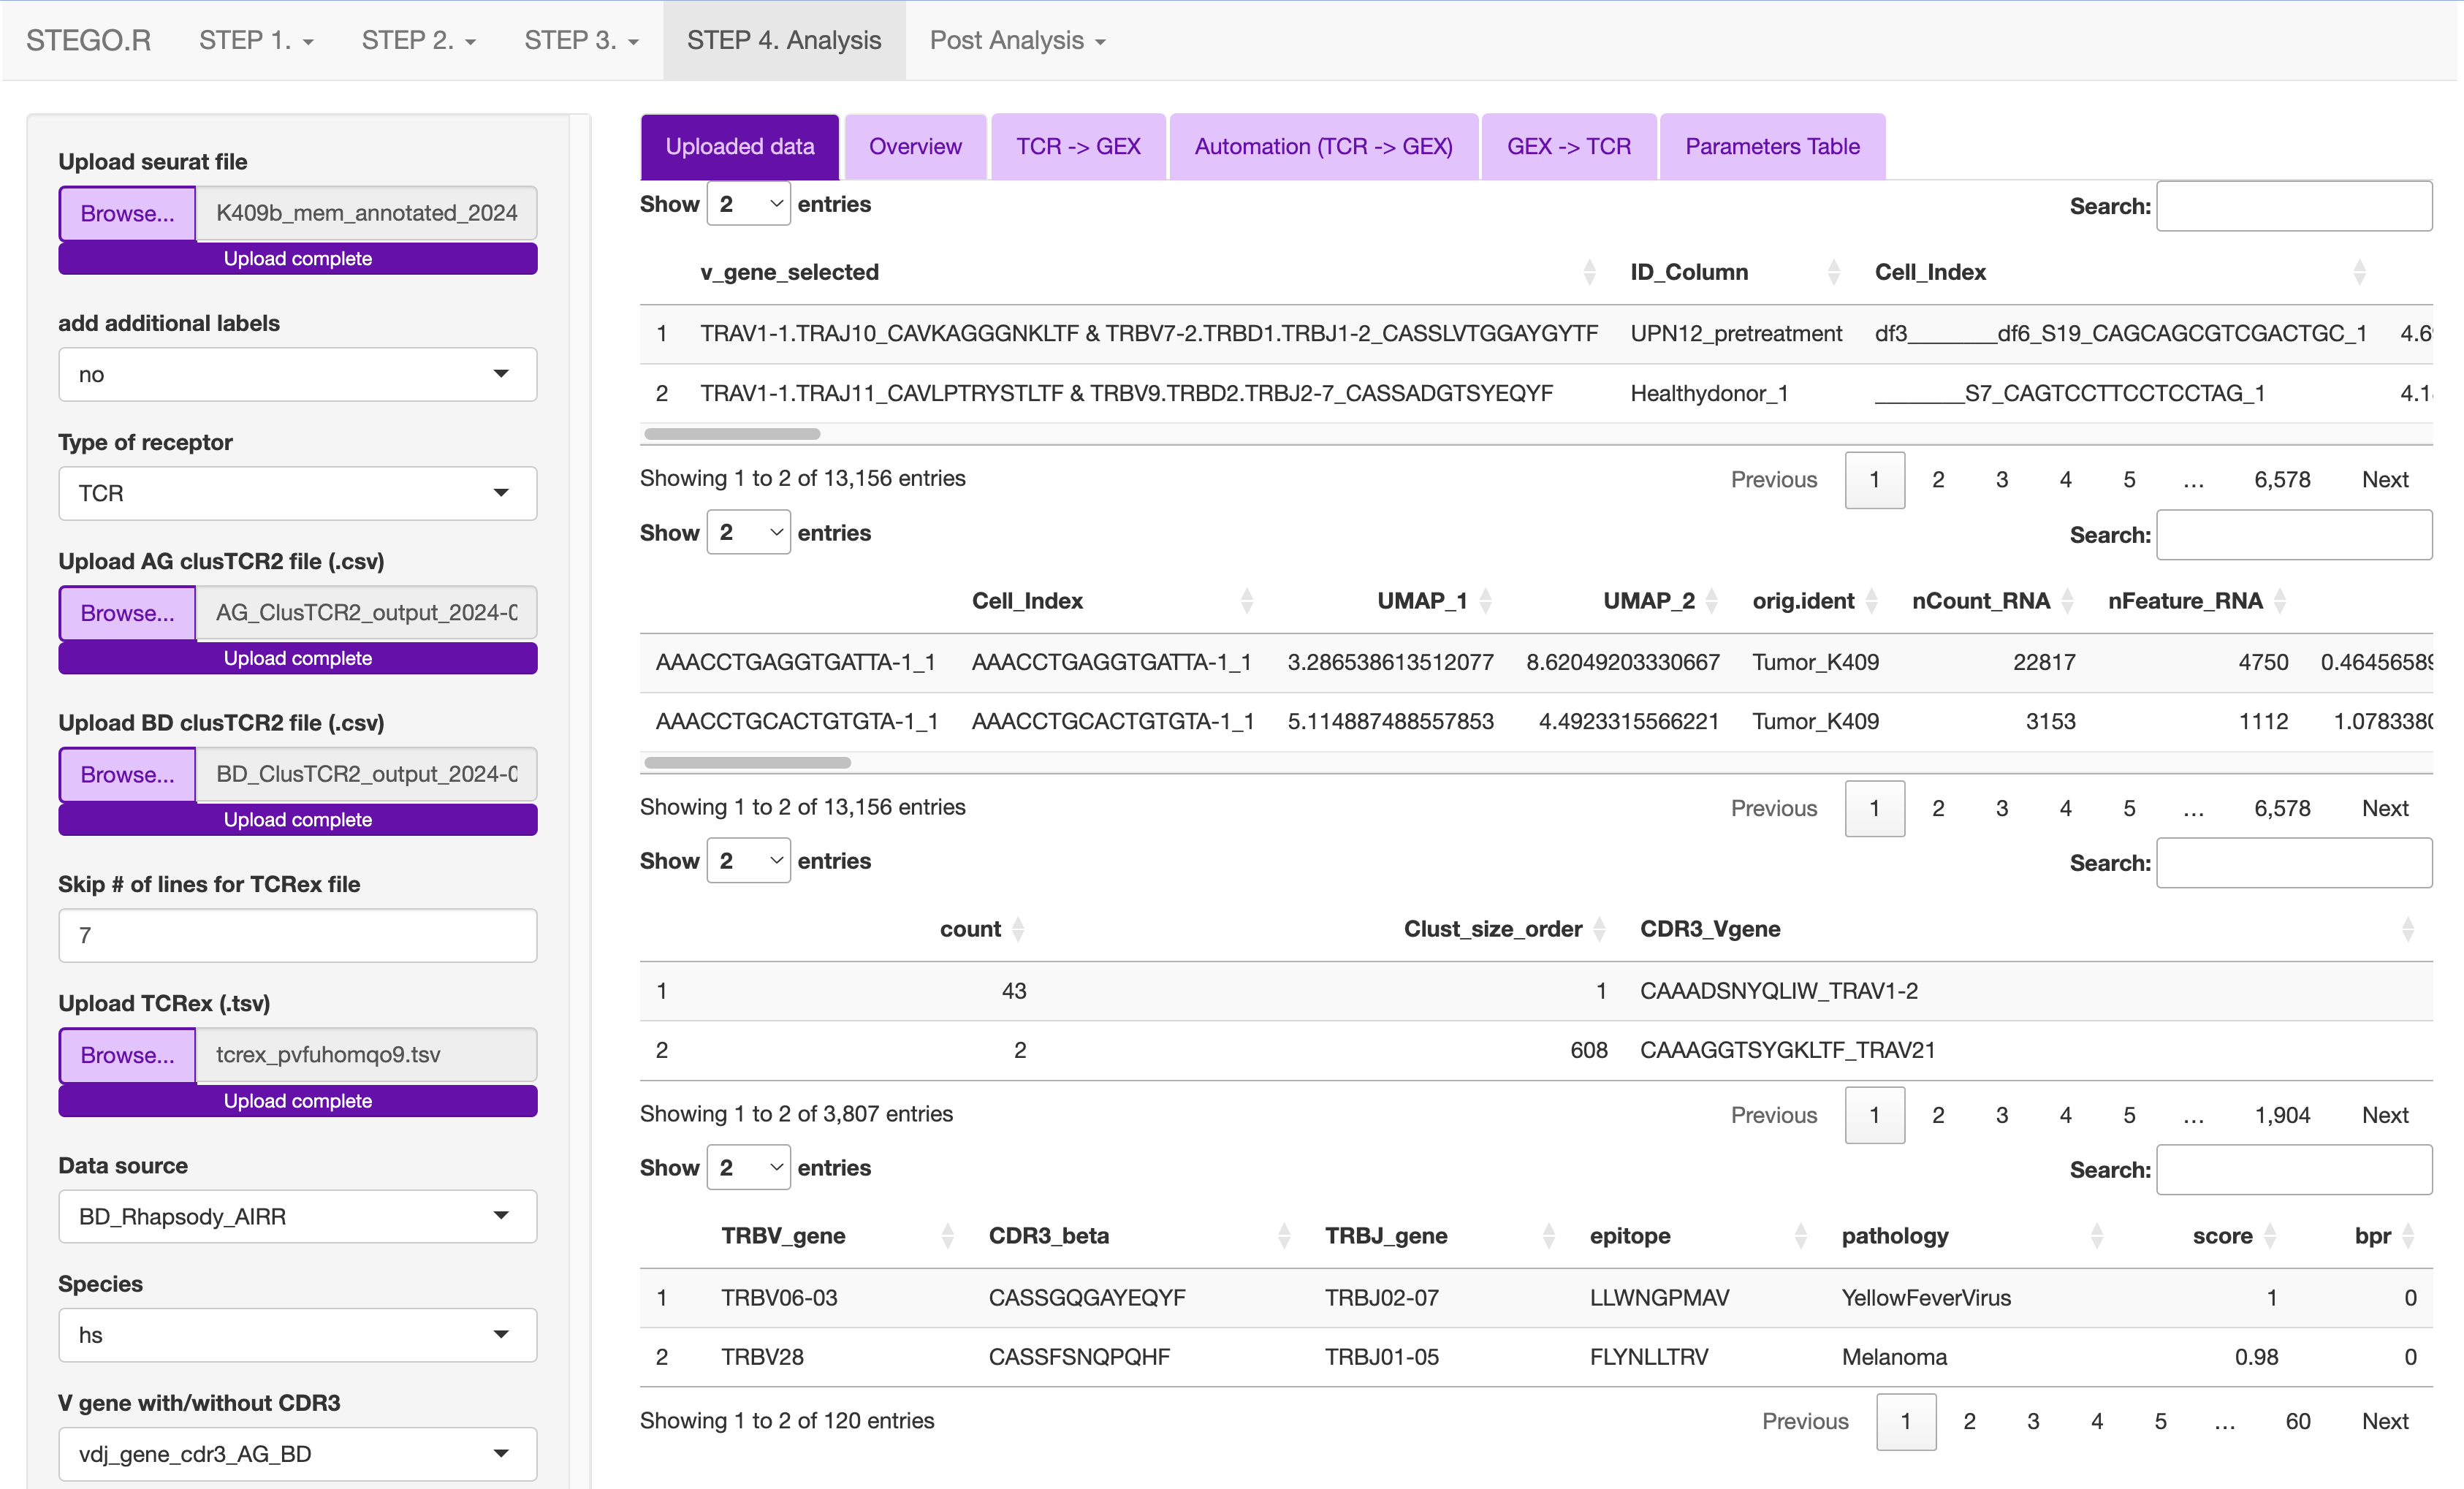 STEGO.R STEP 1. STEP 2. STEP 3. STEP 4. Analysis Post Analysis
Upload seurat file
Browse... K409b_mem_annotated_2024
Upload complete
add additional labels
no
Type of receptor
TCR
Upload AG clusTCR2 file (.csv)
Browse... AG_ClusTCR2_output_2024-0
Upload complete
Upload BD clusTCR2 file (.csv)
Browse... BD_ClusTCR2_output_2024-0
Upload complete
Skip # of lines for TCRex file
7
Upload TCRex (.tsv)
Browse... tcrex_pvfuhomqo9.tsv
Upload complete
Data source
BD_Rhapsody_AIRR
Species
hs
V gene with/without CDR3
vdj_gene_cdr3_AG_BD
Uploaded data Overview TCR -> GEX Automation (TCR -> GEX) GEX -> TCR Parameters Table
Show 2 entries Search:
v_gene_selected ID_Column Cell_Index
1 TRAV1-1.TRAJ10_CAVKAGGGNKLTF & TRBV7-2.TRBD1.TRBJ1-2_CASSLVTGGAYGYTF UPN12_pretreatment df3________df6_S19_CAGCAGCGTCGACTGC_1 4.6
2 TRAV1-1.TRAJ11_CAVLPTRYSTLTF & TRBV9.TRBD2.TRBJ2-7_CASSADGTSYEQYF Healthydonor_1 ________S7_CAGTCCTTCCTCCTAG_1 4.1
Showing 1 to 2 of 13,156 entries Previous 1 2 3 4 5 … 6,578 Next
Show 2 entries Search:
Cell_Index UMAP_1 UMAP_2 orig.ident nCount_RNA nFeature_RNA
AAACCTGAGGTGATTA-1_1 AAACCTGAGGTGATTA-1_1 3.286538613512077 8.62049203330667 Tumor_K409 22817 4750 0.46456589
AAACCTGCACTGTGTA-1_1 AAACCTGCACTGTGTA-1_1 5.114887488557853 4.4923315566221 Tumor_K409 3153 1112 1.0783380
Showing 1 to 2 of 13,156 entries Previous 1 2 3 4 5 … 6,578 Next
Show 2 entries Search:
count Clust_size_order CDR3_Vgene
1 43 1 CAAADSNYQLIW_TRAV1-2
2 2 608 CAAAGGTSYGKLTF_TRAV21
Showing 1 to 2 of 3,807 entries Previous 1 2 3 4 5 … 1,904 Next
Show 2 entries Search:
TRBV_gene CDR3_beta TRBJ_gene epitope pathology score bpr
1 TRBV06-03 CASSGQGAYEQYF TRBJ02-07 LLWNGPMAV YellowFeverVirus 1 0
2 TRBV28 CASSFSNQPQHF TRBJ01-05 FLYNLLTRV Melanoma 0.98 0
Showing 1 to 2 of 120 entries Previous 1 2 3 4 5 … 60 Next